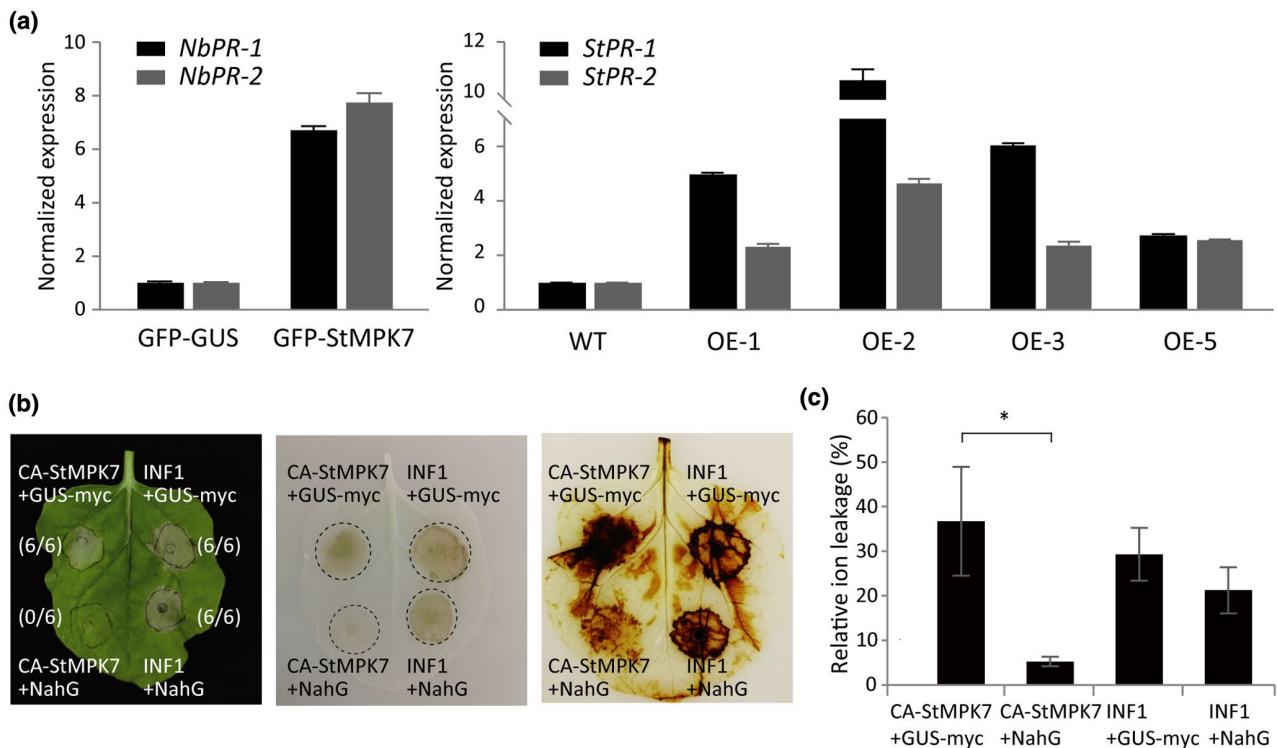 (a)
Normalized expression
10
8
6
4
2
0
NbPR-1
NbPR-2
GFP-GUS GFP-StMPK7
Normalized expression
12
10
6
4
2
0
StPR-1
StPR-2
WT OE-1 OE-2 OE-3 OE-5
(b)
CA-StMPK7 INF1
+GUS-myc +GUS-myc
(6/6) (6/6)
(0/6) (6/6)
CA-StMPK7 INF1
+NahG +NahG
CA-StMPK7 INF1
+GUS-myc +GUS-myc
CA-StMPK7 INF1
+NahG +NahG
CA-StMPK7 INF1
+GUS-myc +GUS-myc
CA-StMPK7 INF1
+NahG +NahG
(c)
Relative ion leakage (%)
60
50
40
30
20
10
0
*
CA-StMPK7 CA-StMPK7 INF1 INF1
+GUS-myc +NahG +GUS-myc +NahG